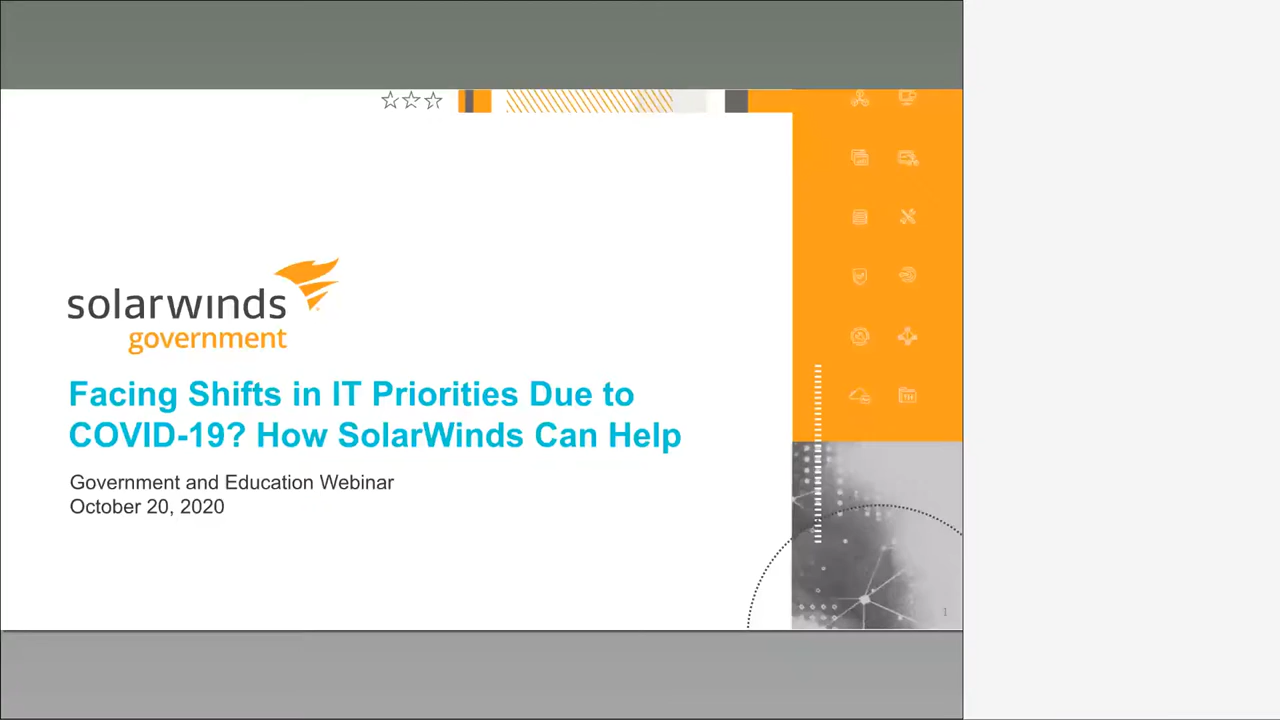 solarwinds
government
Facing Shifts in IT Priorities Due to
COVID-19? How SolarWinds Can Help
Government and Education Webinar
October 20, 2020
1